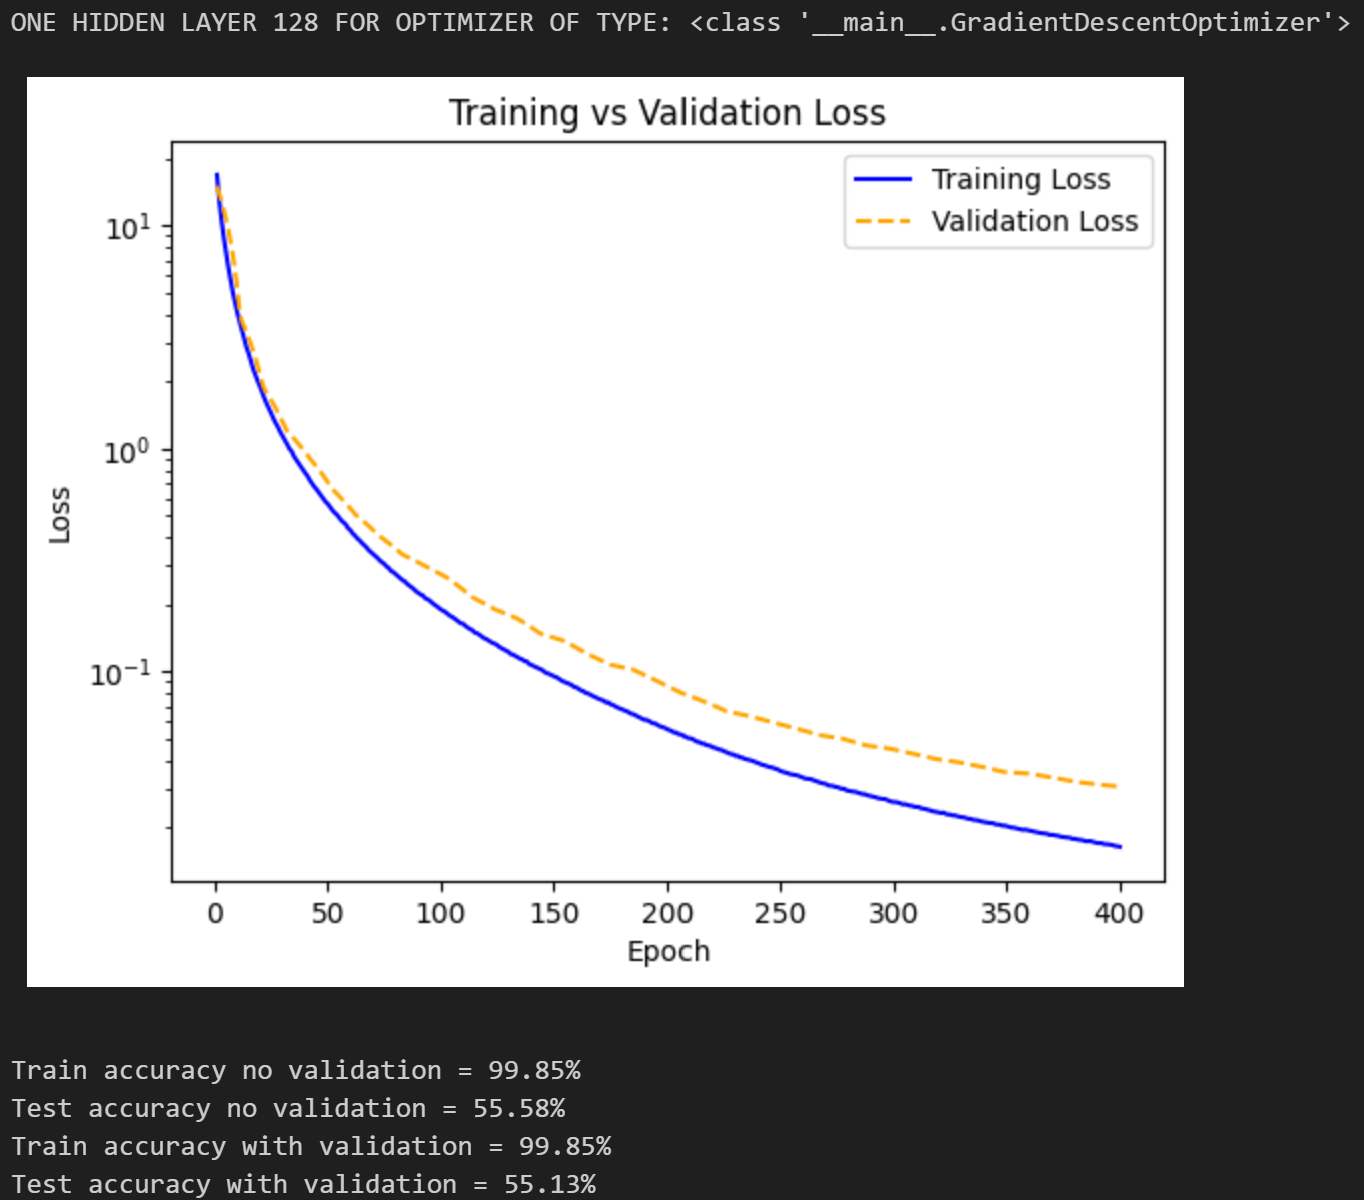 ONE HIDDEN LAYER 128 FOR OPTIMIZER OF TYPE: <class '__main__.GradientDescentOptimizer'>
Training vs Validation Loss
Training Loss
Validation Loss
10¹
10⁰
10⁻¹
Loss
0 50 100 150 200 250 300 350 400
Epoch
Train accuracy no validation = 99.85%
Test accuracy no validation = 55.58%
Train accuracy with validation = 99.85%
Test accuracy with validation = 55.13%